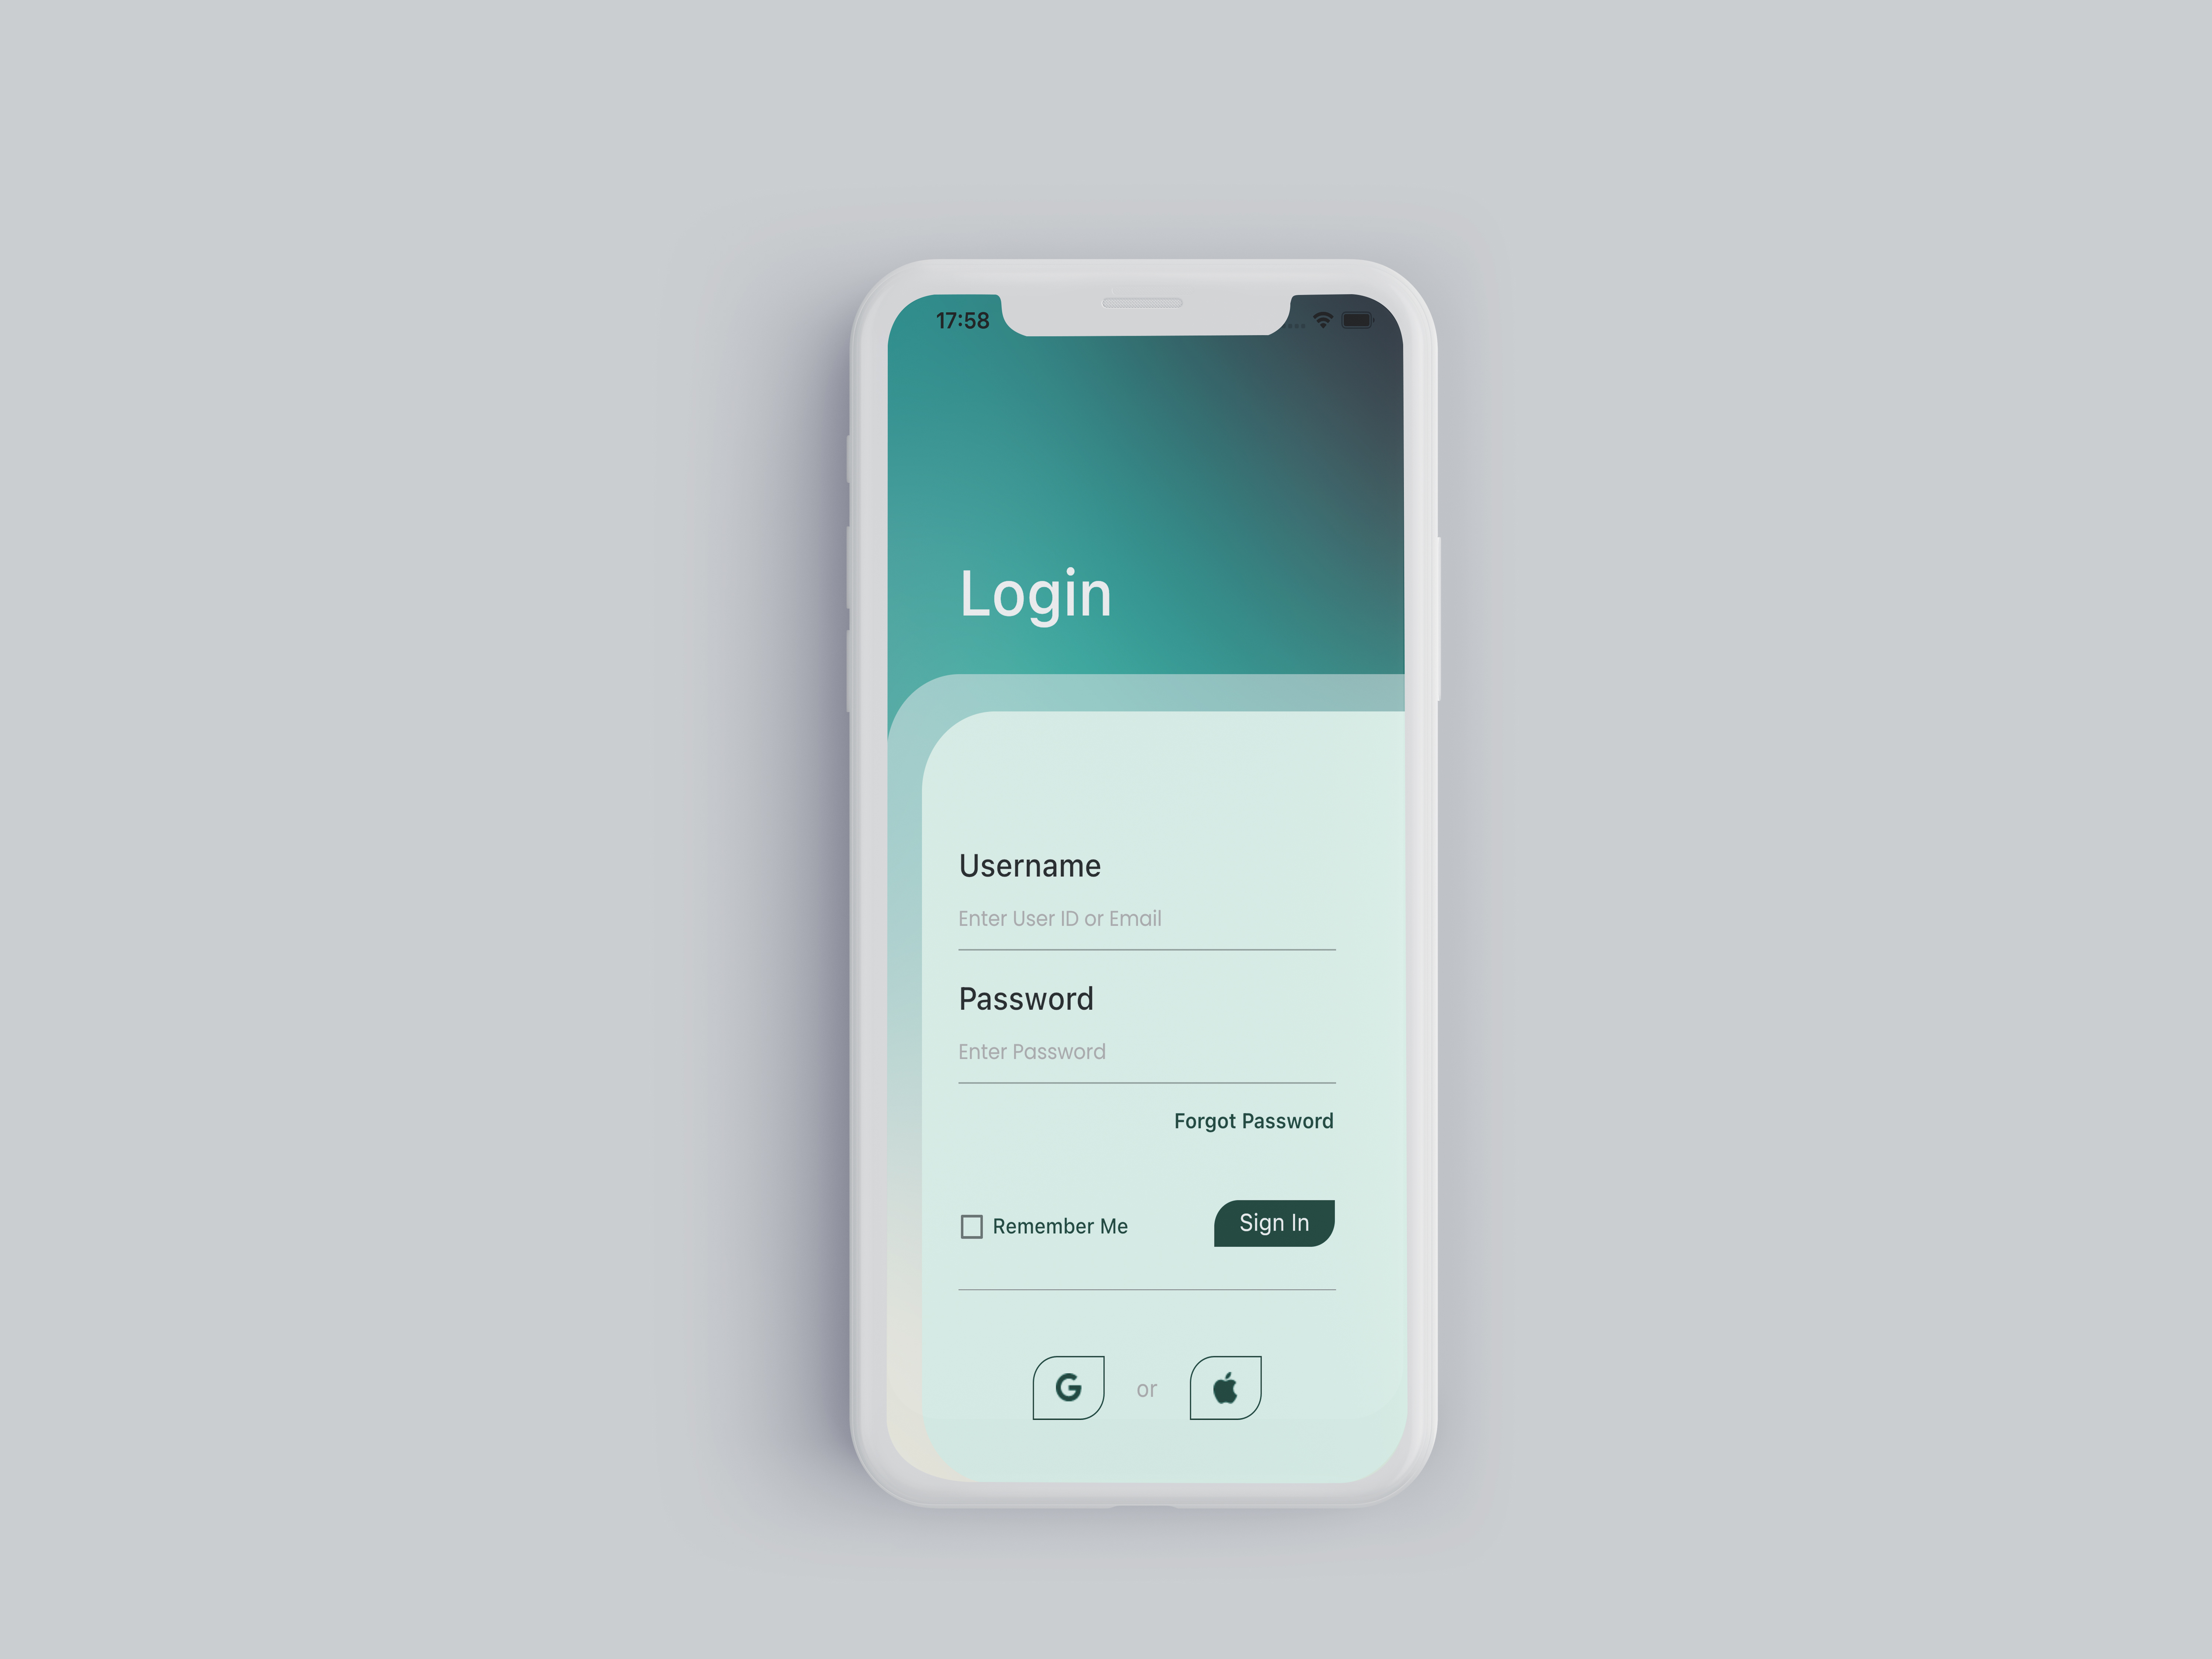 17:58
Login
Username
Enter User ID or Email
Password
Enter Password
Forgot Password
Remember Me
Sign In
G or